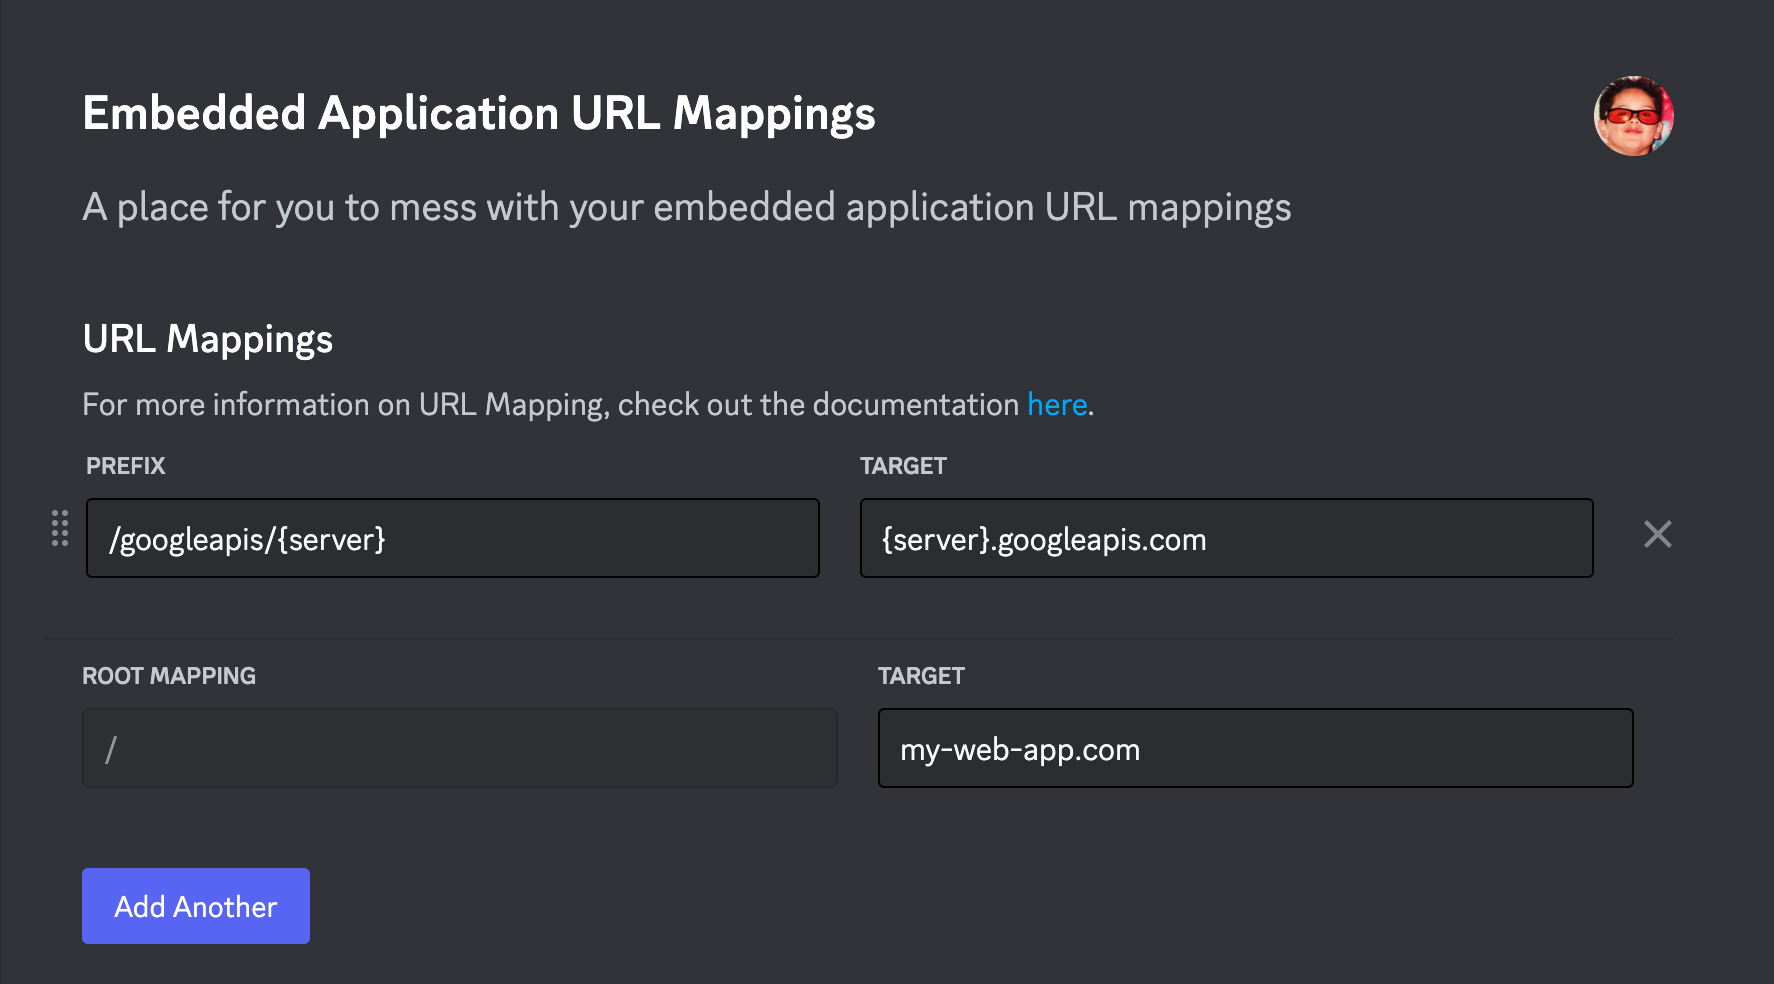 Embedded Application URL Mappings
A place for you to mess with your embedded application URL mappings
URL Mappings
For more information on URL Mapping, check out the documentation here.
PREFIX
TARGET
/googleapis/{server}
{server}.googleapis.com
ROOT MAPPING
TARGET
/
my-web-app.com
Add Another